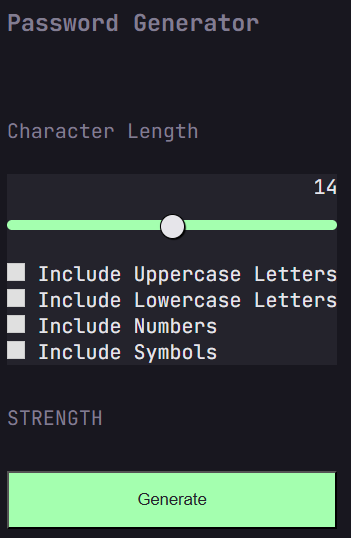 Password Generator
Character Length
14
Include Uppercase Letters
Include Lowercase Letters
Include Numbers
Include Symbols
STRENGTH
Generate